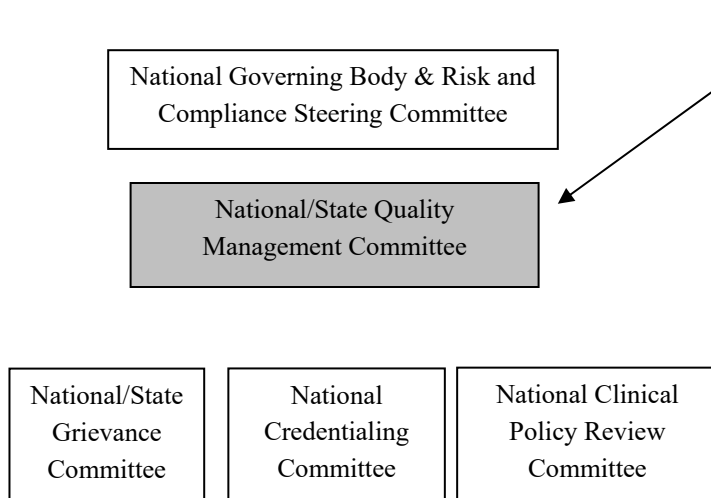 National Governing Body & Risk and
Compliance Steering Committee
National/State Quality
Management Committee
National/State
Grievance
Committee
National
Credentialing
Committee
National Clinical
Policy Review
Committee